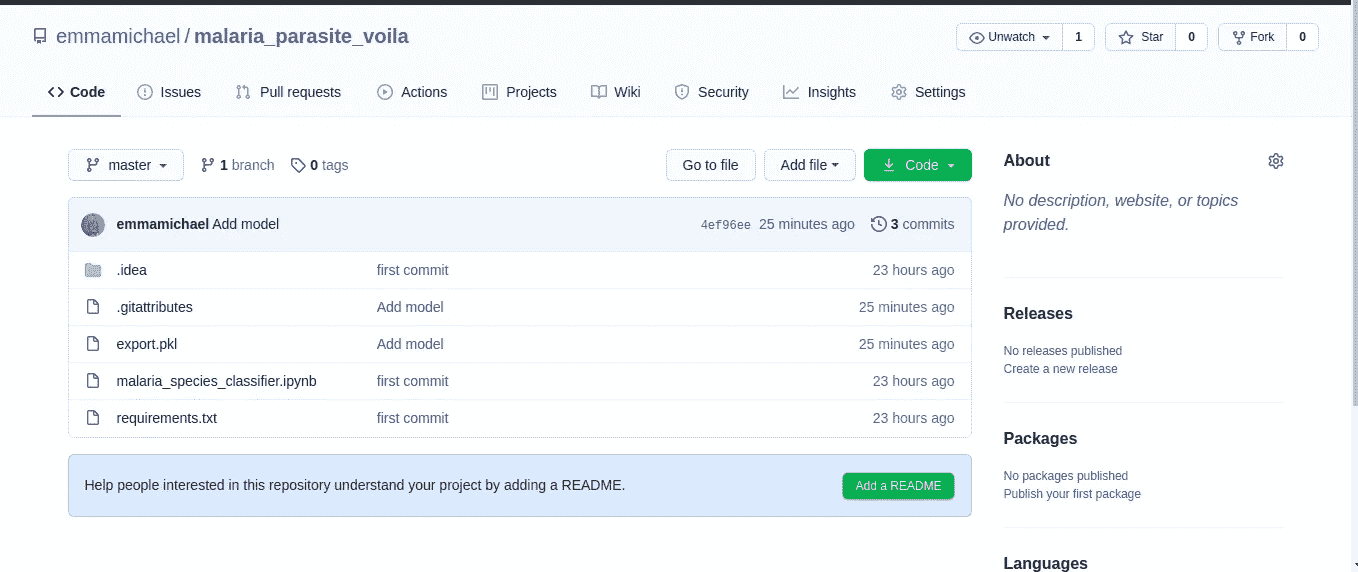 emmamichael / malaria_parasite_voila
Unwatch 1 Star 0 Fork 0
Code Issues Pull requests Actions Projects Wiki Security Insights Settings
master 1 branch 0 tags Go to file Add file Code
emmamichael Add model 4ef96ee 25 minutes ago 3 commits
.idea first commit 23 hours ago
.gitattributes Add model 25 minutes ago
export.pkl Add model 25 minutes ago
malaria_species_classifier.ipynb first commit 23 hours ago
requirements.txt first commit 23 hours ago
Help people interested in this repository understand your project by adding a README. Add a README
About
No description, website, or topics
provided.
Releases
No releases published
Create a new release
Packages
No packages published
Publish your first package
Languages